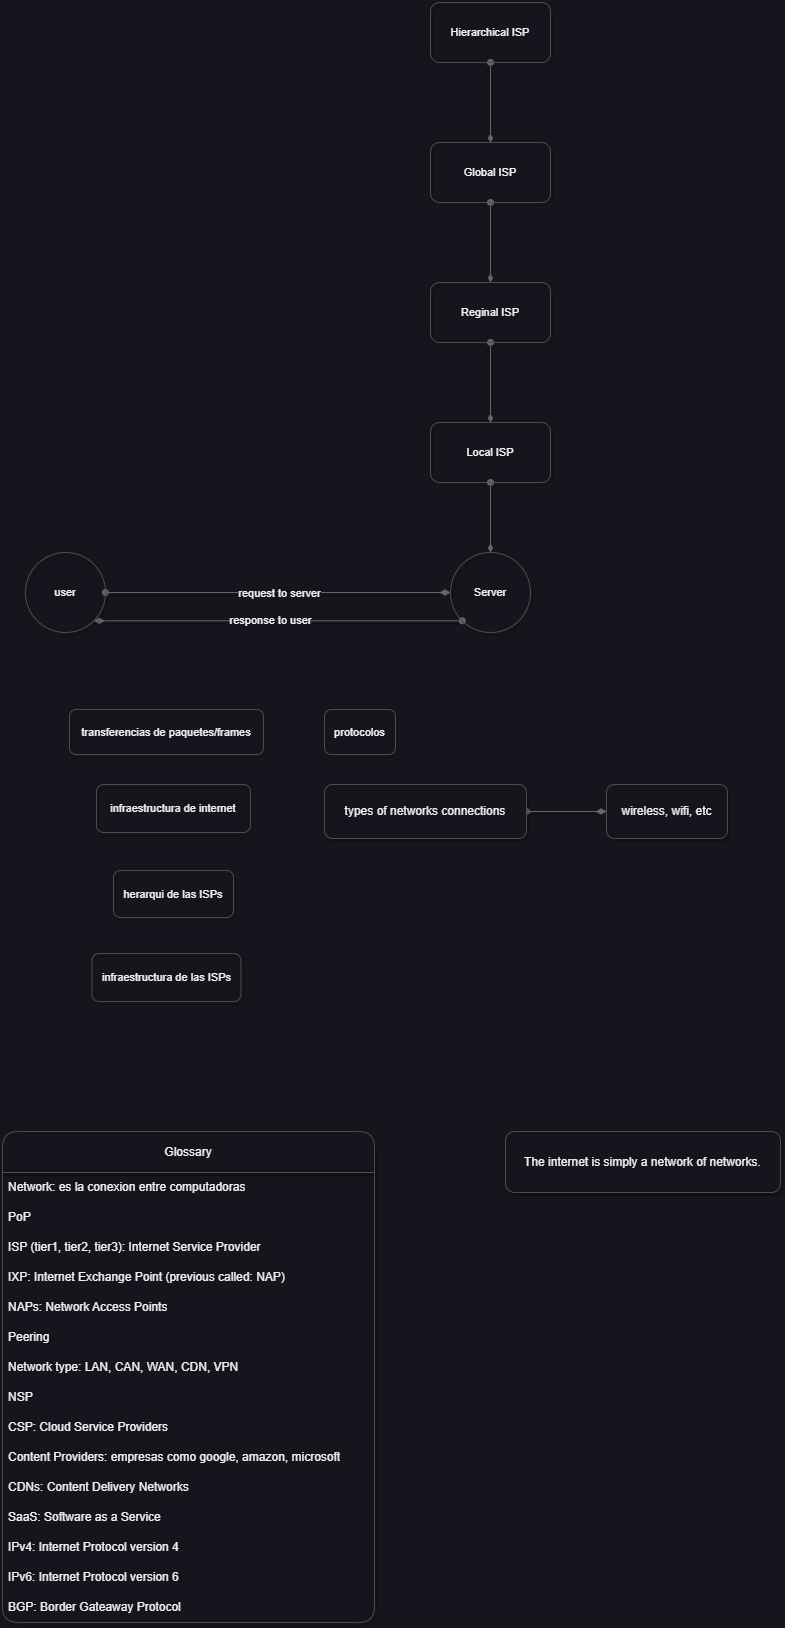 Hierarchical ISP
Global ISP
Reginal ISP
Local ISP
user
request to server
Server
response to user
transferencias de paquetes/frames
protocolos
infraestructura de internet
types of networks connections
wireless, wifi, etc
herarqui de las ISPs
infraestructura de las ISPs
Glossary
The internet is simply a network of networks.
Network: es la conexion entre computadoras
PoP
ISP (tier1, tier2, tier3): Internet Service Provider
IXP: Internet Exchange Point (previous called: NAP)
NAPs: Network Access Points
Peering
Network type: LAN, CAN, WAN, CDN, VPN
NSP
CSP: Cloud Service Providers
Content Providers: empresas como google, amazon, microsoft
CDNs: Content Delivery Networks
SaaS: Software as a Service
IPv4: Internet Protocol version 4
IPv6: Internet Protocol version 6
BGP: Border Gateaway Protocol